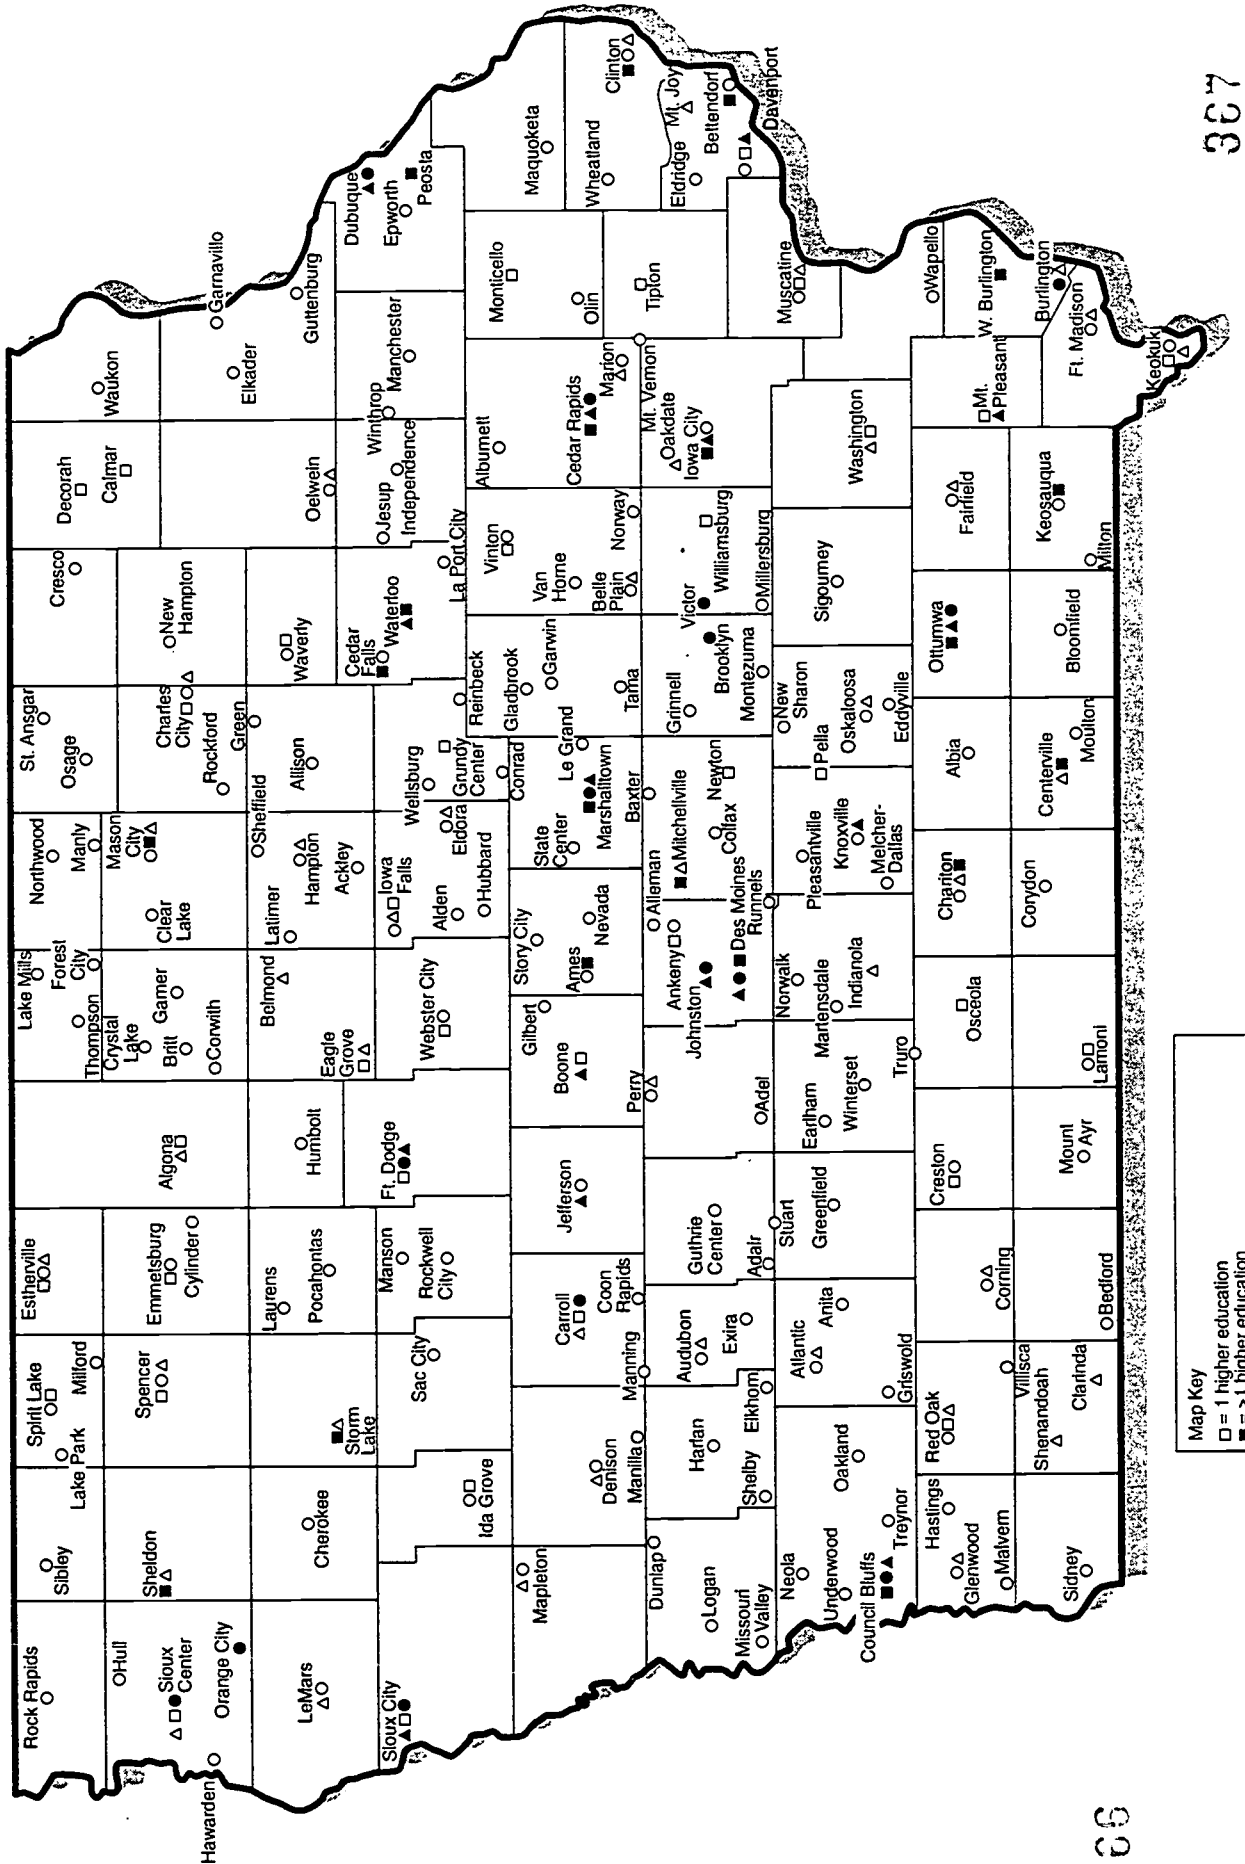 Rock Rapids
Sibley
Lake Park
Spirit Lake
Milford
Estherville
Lake Mills
Forest
City
Thompson
Northwood
Manly
St. Ansgar
Osage
Cresco
Decorah
Calmar
Waukon
Hull
Sioux
Center
Orange City
Hawarden
Sheldon
Spencer
Emmetsburg
Cylinder
Algona
Crystal
Lake
Britt
Garner
Corwith
Clear
Lake
Mason
City
Charles
City
Rockford
Green
New
Hampton
Elkader
Garnavillo
Guttenburg
LeMars
Cherokee
Storm
Lake
Laurens
Pocahontas
Humbolt
Belmond
Eagle
Grove
Latimer
Sheffield
Hampton
Ackley
Allison
Waverly
Oelwein
Sioux City
Ida Grove
Sac City
Manson
Rockwell
City
Ft. Dodge
Webster City
Iowa
Falls
Alden
Hubbard
Eldora
Wellsburg
Grundy
Center
Conrad
Reinbeck
Cedar
Falls
Waterloo
La Port City
Jesup
Independence
Winthrop
Manchester
Dubuque
Epworth
Peosta
Mapleton
Denison
Manilla
Manning
Carroll
Coon
Rapids
Jefferson
Boone
Gilbert
Story City
Ames
Nevada
State
Center
Marshalltown
Le Grand
Gladbrook
Garwin
Tama
Vinton
Van
Horne
Belle
Plain
Norway
Alburnett
Cedar Rapids
Marion
Mt. Vernon
Monticello
Olin
Maquoketa
Dunlap
Logan
Missouri
Valley
Harlan
Shelby
Elkhorn
Audubon
Exira
Guthrie
Center
Adair
Stuart
Perry
Adel
Johnston
Ankeny
Alleman
Des Moines
Runnels
Mitchellville
Colfax
Newton
Baxter
Grinnell
Brooklyn
Montezuma
Victor
Williamsburg
Millersburg
Oakdate
Iowa City
Tipton
Wheatland
Clinton
Eldridge
Mt. Joy
Bettendorf
Davenport
Muscatine
Neola
Underwood
Council Bluffs
Treynor
Oakland
Atlantic
Anita
Griswold
Greenfield
Earlham
Winterset
Truro
Norwalk
Martensdale
Indianola
Pleasantville
Knoxville
Melcher-
Dallas
Pella
New
Sharon
Oskaloosa
Eddyville
Sigourney
Washington
Wapello
Hastings
Glenwood
Malvern
Red Oak
Villisca
Corning
Creston
Osceola
Chariton
Albia
Ottumwa
Fairfield
Mt.
Pleasant
W. Burlington
Burlington
Sidney
Shenandoah
Clarinda
Bedford
Mount
Ayr
Lamoni
Corydon
Centerville
Moulton
Bloomfield
Milton
Keosauqua
Ft. Madison
Keokuk
Map Key
□ = 1 higher education
■ = >1 higher education
66
367